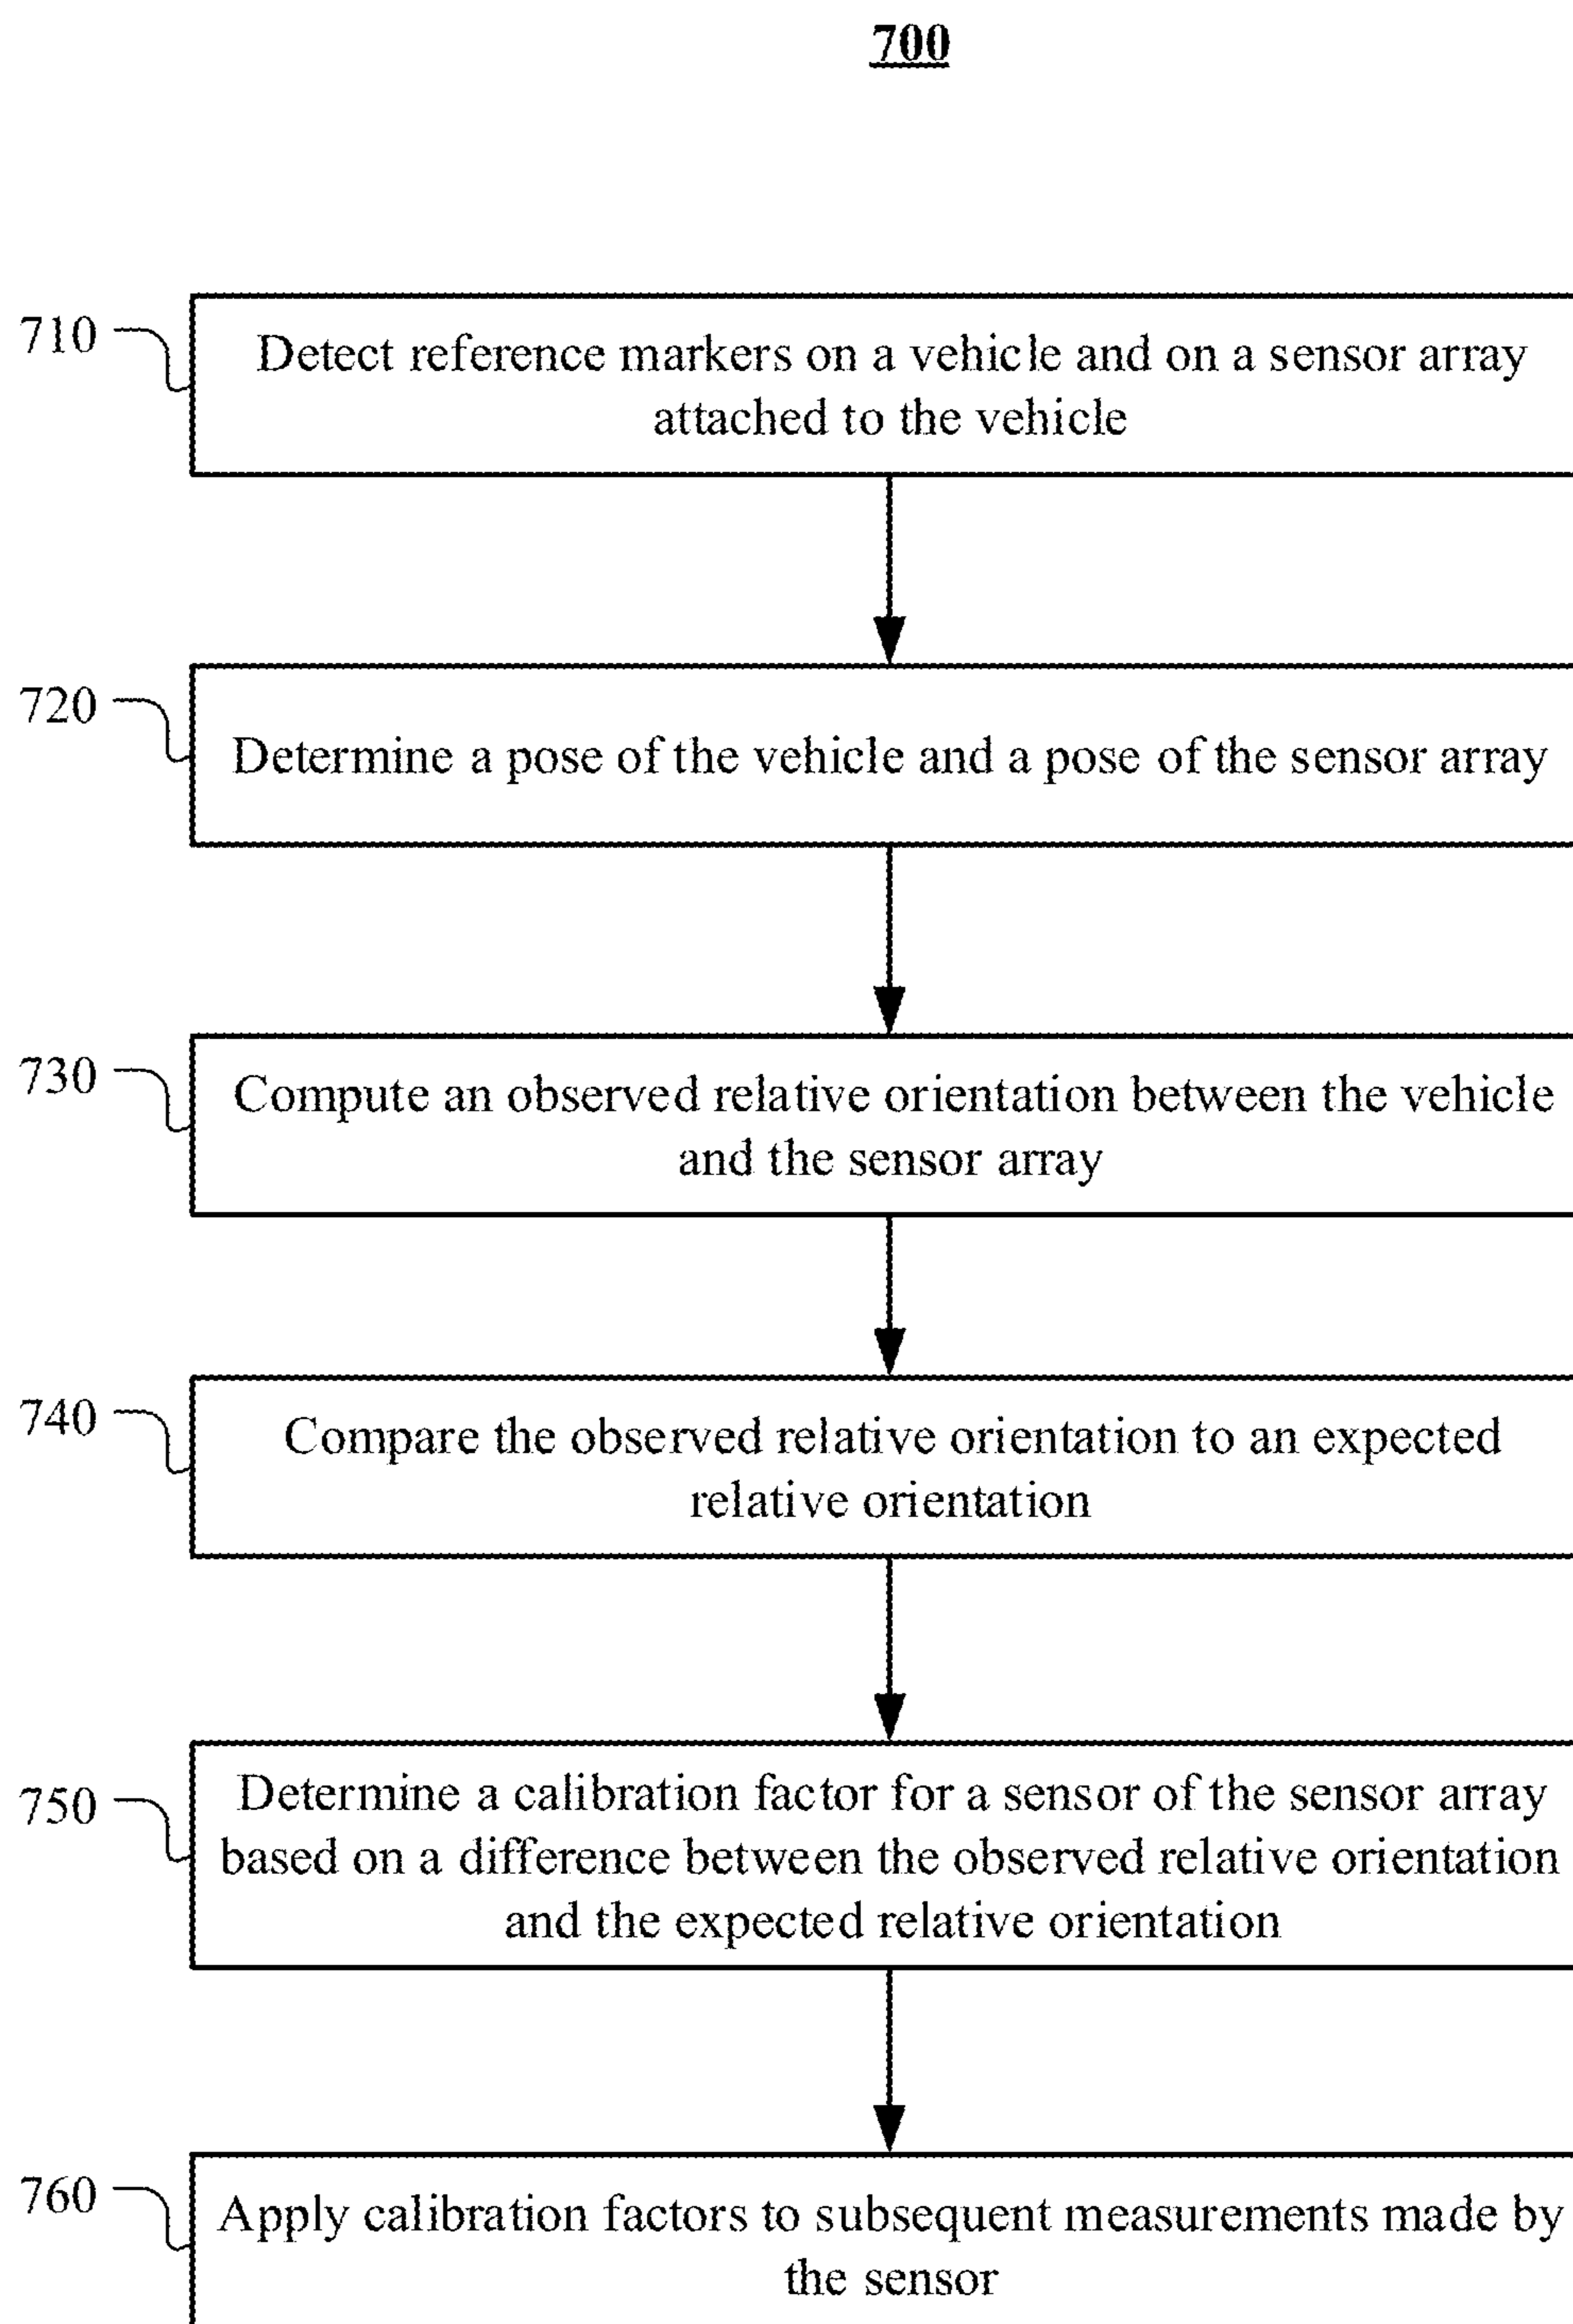 700
710
Detect reference markers on a vehicle and on a sensor array
attached to the vehicle
720
Determine a pose of the vehicle and a pose of the sensor array
730
Compute an observed relative orientation between the vehicle
and the sensor array
740
Compare the observed relative orientation to an expected
relative orientation
750
Determine a calibration factor for a sensor of the sensor array
based on a difference between the observed relative orientation
and the expected relative orientation
760
Apply calibration factors to subsequent measurements made by
the sensor